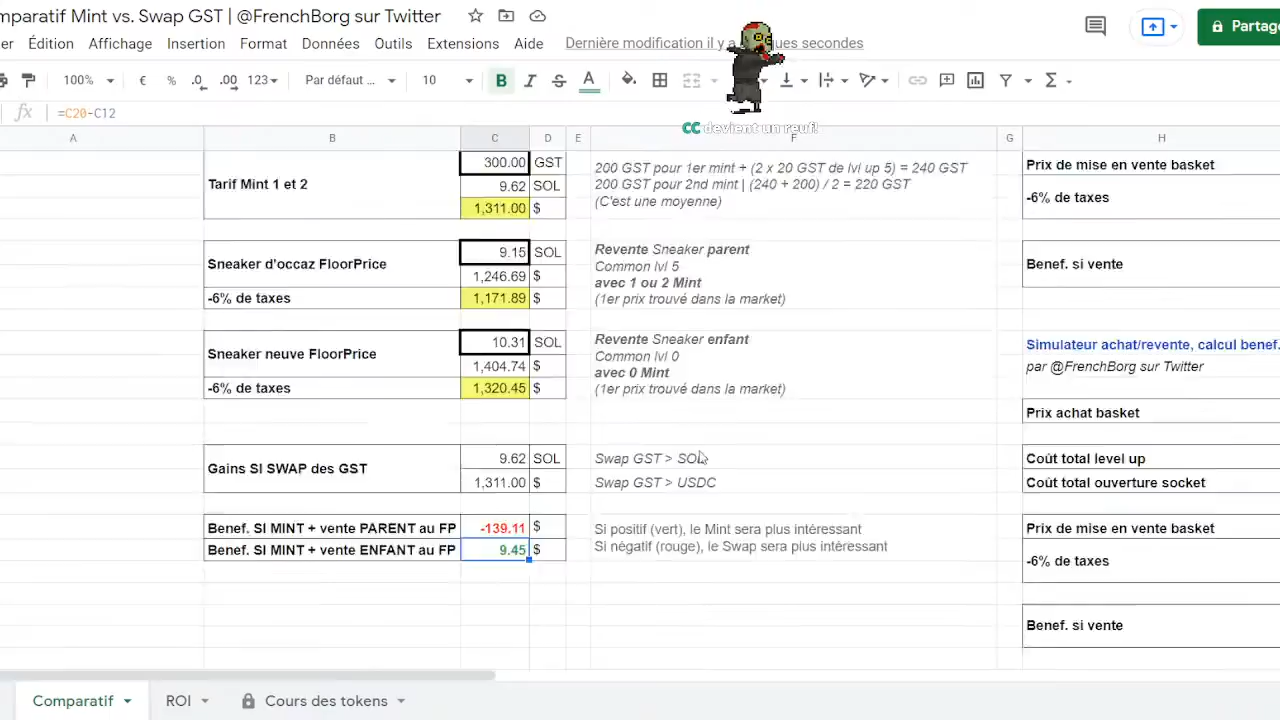 mparatif Mint vs. Swap GST | @FrenchBorg sur Twitter
er Édition Affichage Insertion Format Données Outils Extensions Aide Dernière modification il y a ques secondes
Partag
100% € % .0 .00 123 Par défaut ... 10 B I S A Σ
CC devient un reuf!
fx =C20-C12
A B C D E F G H
Tarif Mint 1 et 2
300.00 GST
9.62 SOL
1,311.00 $
200 GST pour 1er mint + (2 x 20 GST de lvl up 5) = 240 GST
200 GST pour 2nd mint | (240 + 200) / 2 = 220 GST
(C'est une moyenne)
Prix de mise en vente basket
-6% de taxes
Sneaker d'occaz FloorPrice
-6% de taxes
9.15 SOL
1,246.69 $
1,171.89 $
Revente Sneaker parent
Common lvl 5
avec 1 ou 2 Mint
(1er prix trouvé dans la market)
Benef. si vente
Sneaker neuve FloorPrice
-6% de taxes
10.31 SOL
1,404.74 $
1,320.45 $
Revente Sneaker enfant
Common lvl 0
avec 0 Mint
(1er prix trouvé dans la market)
Simulateur achat/revente, calcul benef.
par @FrenchBorg sur Twitter
Prix achat basket
Gains SI SWAP des GST
9.62 SOL
1,311.00 $
Swap GST > SOL
Swap GST > USDC
Coût total level up
Coût total ouverture socket
Benef. SI MINT + vente PARENT au FP -139.11 $
Benef. SI MINT + vente ENFANT au FP 9.45 $
Si positif (vert), le Mint sera plus intéressant
Si négatif (rouge), le Swap sera plus intéressant
Prix de mise en vente basket
-6% de taxes
Benef. si vente
Comparatif ROI Cours des tokens